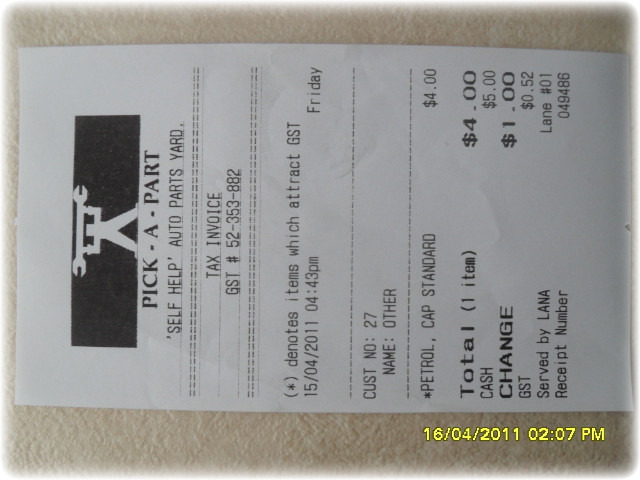 PICK-A-PART
'SELF HELP' AUTO PARTS YARD.
TAX INVOICE
GST # 52-353-882
(*) denotes items which attract GST
15/04/2011 04:43pm Friday
CUST NO: 27
NAME: OTHER
*PETROL, CAP STANDARD $4.00
Total (1 item) $4.00
CASH $5.00
CHANGE $1.00
GST $0.52
Served by LANA Lane #01
Receipt Number 049486
16/04/2011 02:07 PM